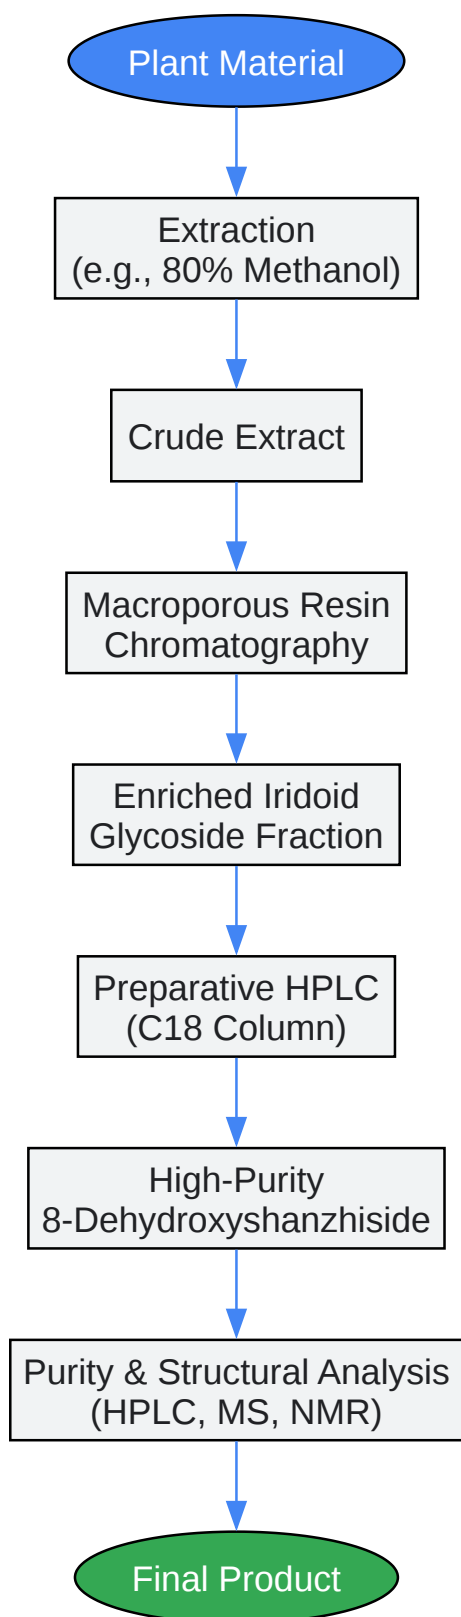 Plant Material
Extraction
(e.g., 80% Methanol)
Crude Extract
Macroporous Resin
Chromatography
Enriched Iridoid
Glycoside Fraction
Preparative HPLC
(C18 Column)
High-Purity
8-Dehydroxyshanzhiside
Purity & Structural Analysis
(HPLC, MS, NMR)
Final Product